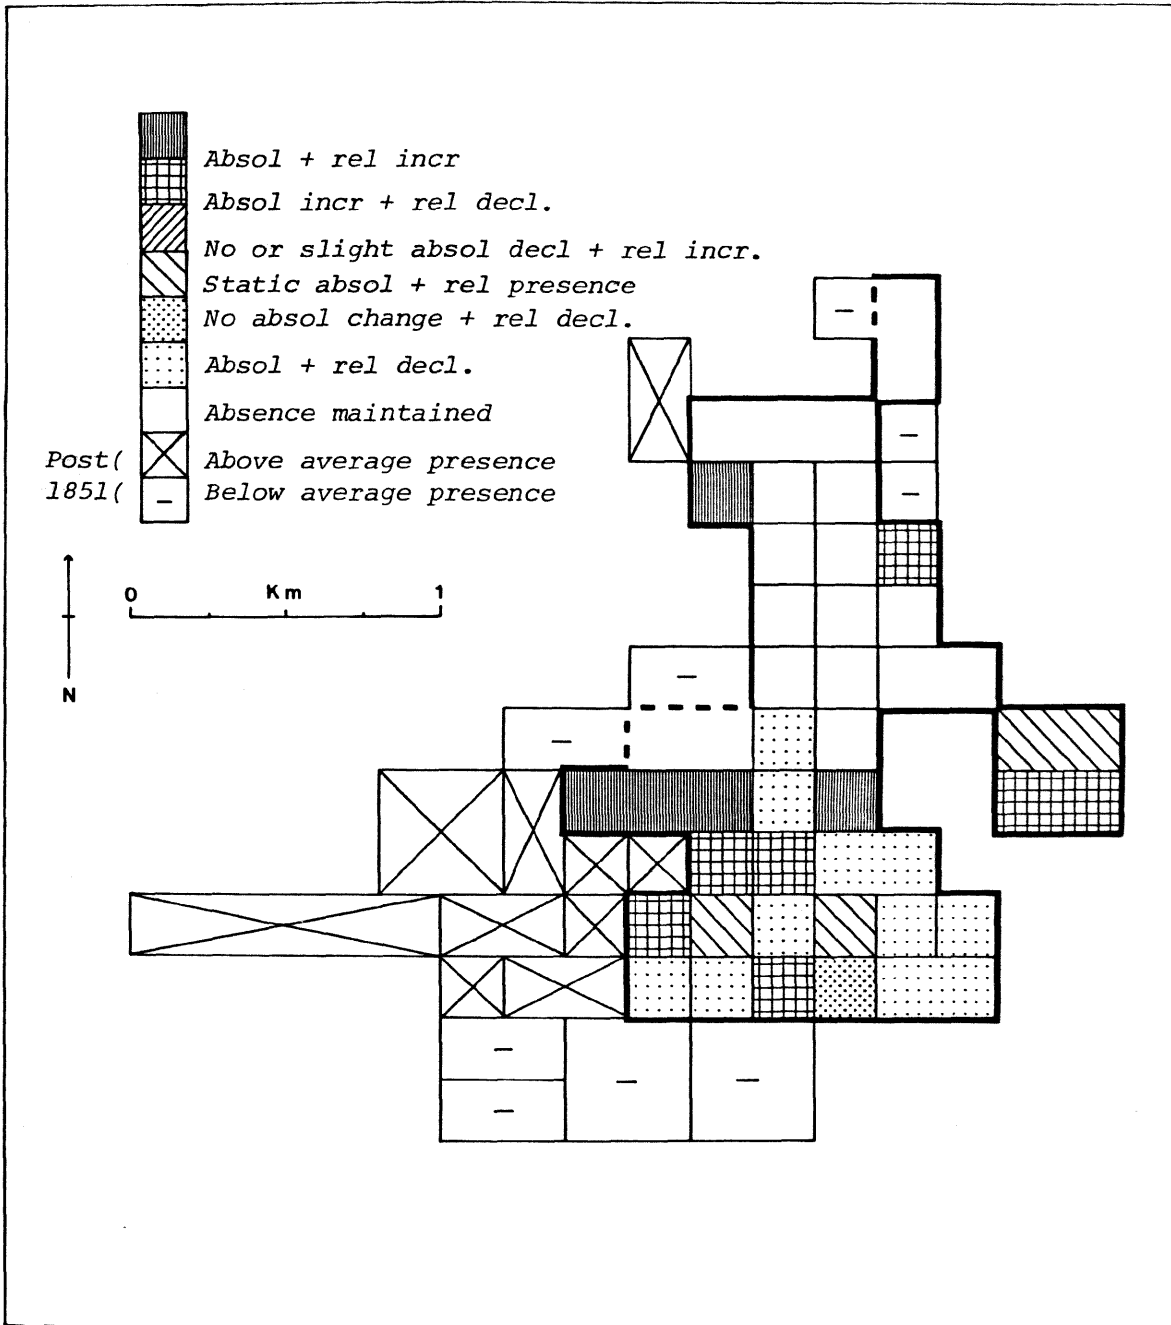 Absol + rel incr
Absol incr + rel decl.
No or slight absol decl + rel incr.
Static absol + rel presence
No absol change + rel decl.
Absol + rel decl.
Absence maintained
Post( Above average presence
1851( Below average presence
0 Km 1
N